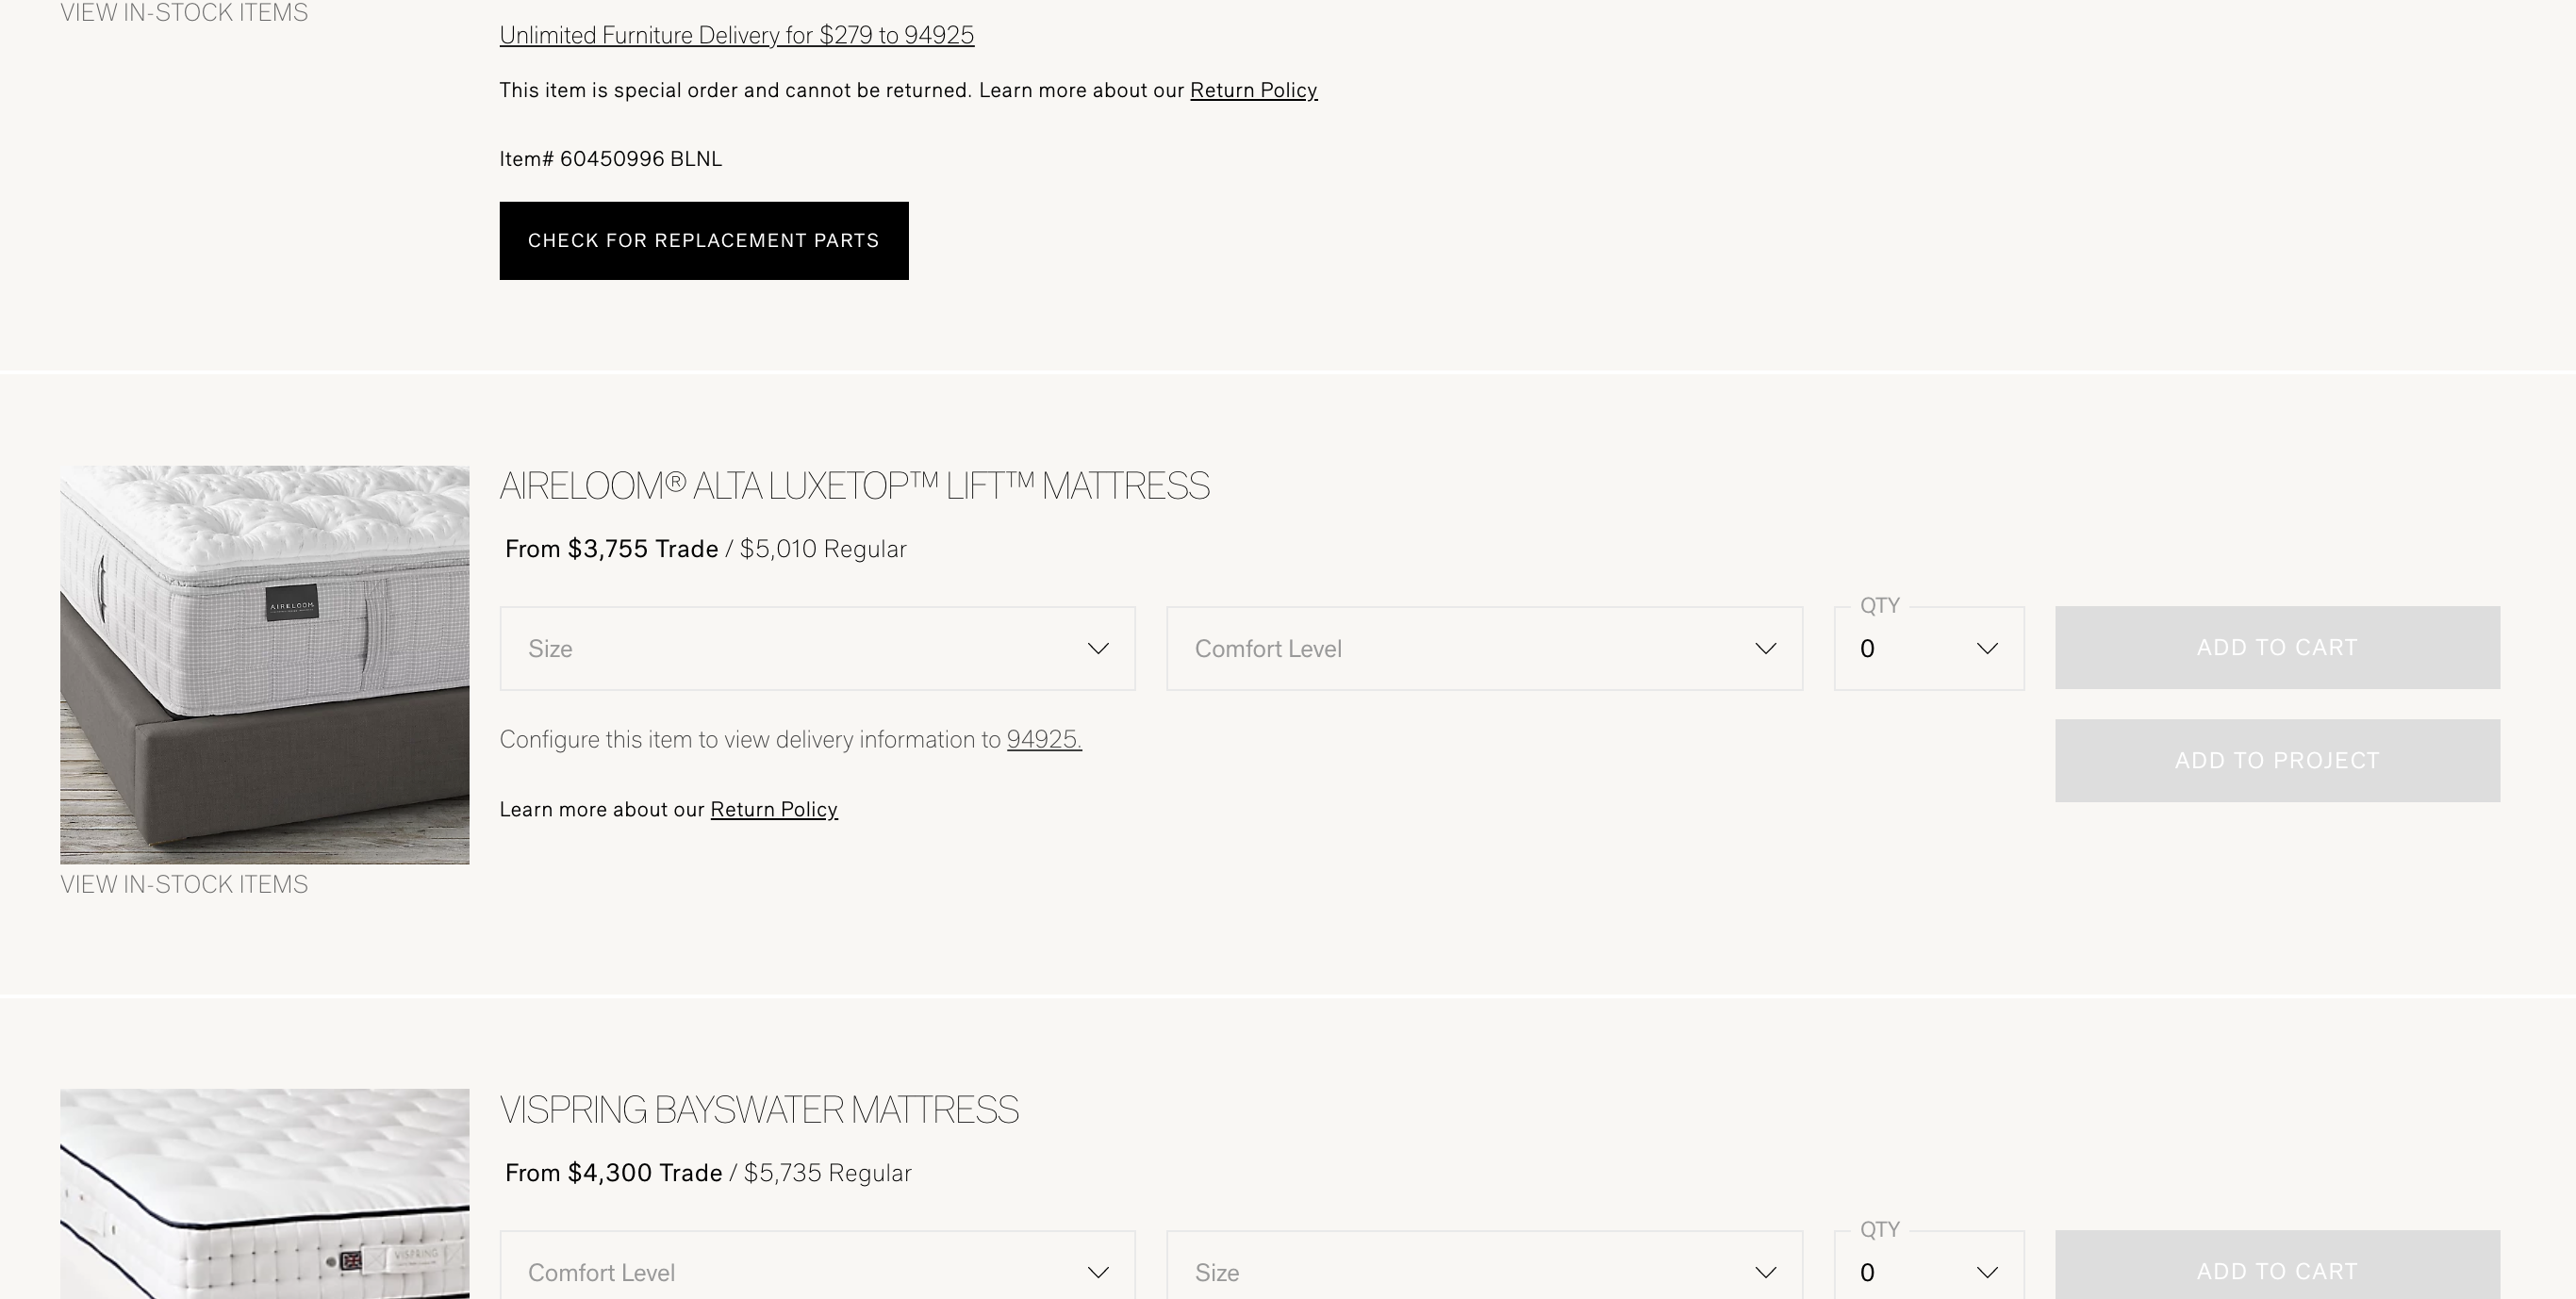 VIEW IN-STOCK ITEMS
Unlimited Furniture Delivery for $279 to 94925
This item is special order and cannot be returned. Learn more about our Return Policy
Item# 60450996 BLNL
CHECK FOR REPLACEMENT PARTS
AIRELOOM® ALTA LUXETOP™ LIFT™ MATTRESS
From $3,755 Trade / $5,010 Regular
AIRELOOM
Size
Comfort Level
QTY
0
ADD TO CART
Configure this item to view delivery information to 94925.
ADD TO PROJECT
Learn more about our Return Policy
VIEW IN-STOCK ITEMS
VISPRING BAYSWATER MATTRESS
From $4,300 Trade / $5,735 Regular
VISPRING
Comfort Level
Size
QTY
0
ADD TO CART